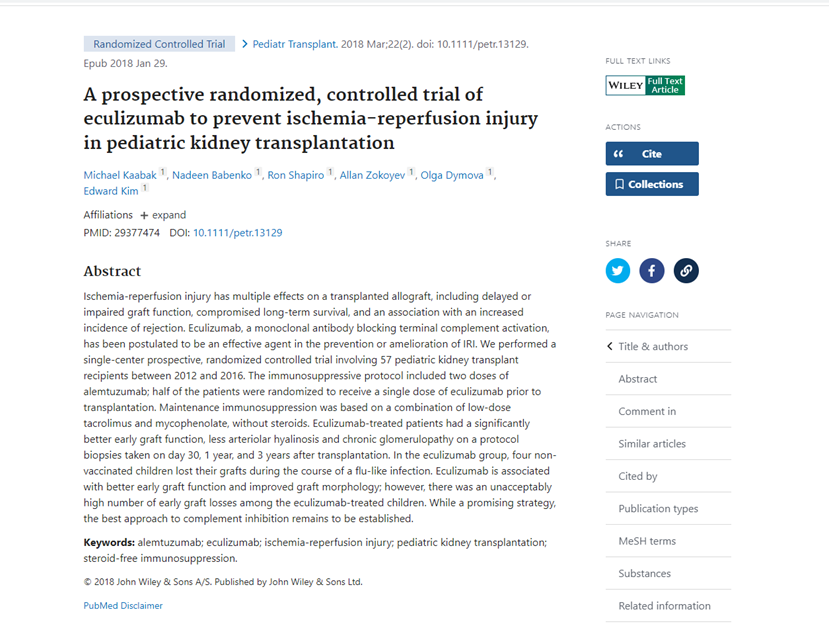 Randomized Controlled Trial > Pediatr Transplant. 2018 Mar;22(2). doi: 10.1111/petr.13129.
Epub 2018 Jan 29.
A prospective randomized, controlled trial of
eculizumab to prevent ischemia-reperfusion injury
in pediatric kidney transplantation
Michael Kaabak 1, Nadeen Babenko 1, Ron Shapiro 1, Allan Zokoyev 1, Olga Dymova 1,
Edward Kim 1
Affiliations + expand
PMID: 29377474 DOI: 10.1111/petr.13129
Abstract
Ischemia-reperfusion injury has multiple effects on a transplanted allograft, including delayed or
impaired graft function, compromised long-term survival, and an association with an increased
incidence of rejection. Eculizumab, a monoclonal antibody blocking terminal complement activation,
has been postulated to be an effective agent in the prevention or amelioration of IRI. We performed a
single-center prospective, randomized controlled trial involving 57 pediatric kidney transplant
recipients between 2012 and 2016. The immunosuppressive protocol included two doses of
alemtuzumab; half of the patients were randomized to receive a single dose of eculizumab prior to
transplantation. Maintenance immunosuppression was based on a combination of low-dose
tacrolimus and mycophenolate, without steroids. Eculizumab-treated patients had a significantly
better early graft function, less arteriolar hyalinosis and chronic glomerulopathy on a protocol
biopsies taken on day 30, 1 year, and 3 years after transplantation. In the eculizumab group, four non-
vaccinated children lost their grafts during the course of a flu-like infection. Eculizumab is associated
with better early graft function and improved graft morphology; however, there was an unacceptably
high number of early graft losses among the eculizumab-treated children. While a promising strategy,
the best approach to complement inhibition remains to be established.
Keywords: alemtuzumab; eculizumab; ischemia-reperfusion injury; pediatric kidney transplantation;
steroid-free immunosuppression.
© 2018 John Wiley & Sons A/S. Published by John Wiley & Sons Ltd.
PubMed Disclaimer
FULL TEXT LINKS
WILEY Full Text
Article
ACTIONS
Cite
Collections
SHARE
PAGE NAVIGATION
Title & authors
Abstract
Comment in
Similar articles
Cited by
Publication types
MeSH terms
Substances
Related information